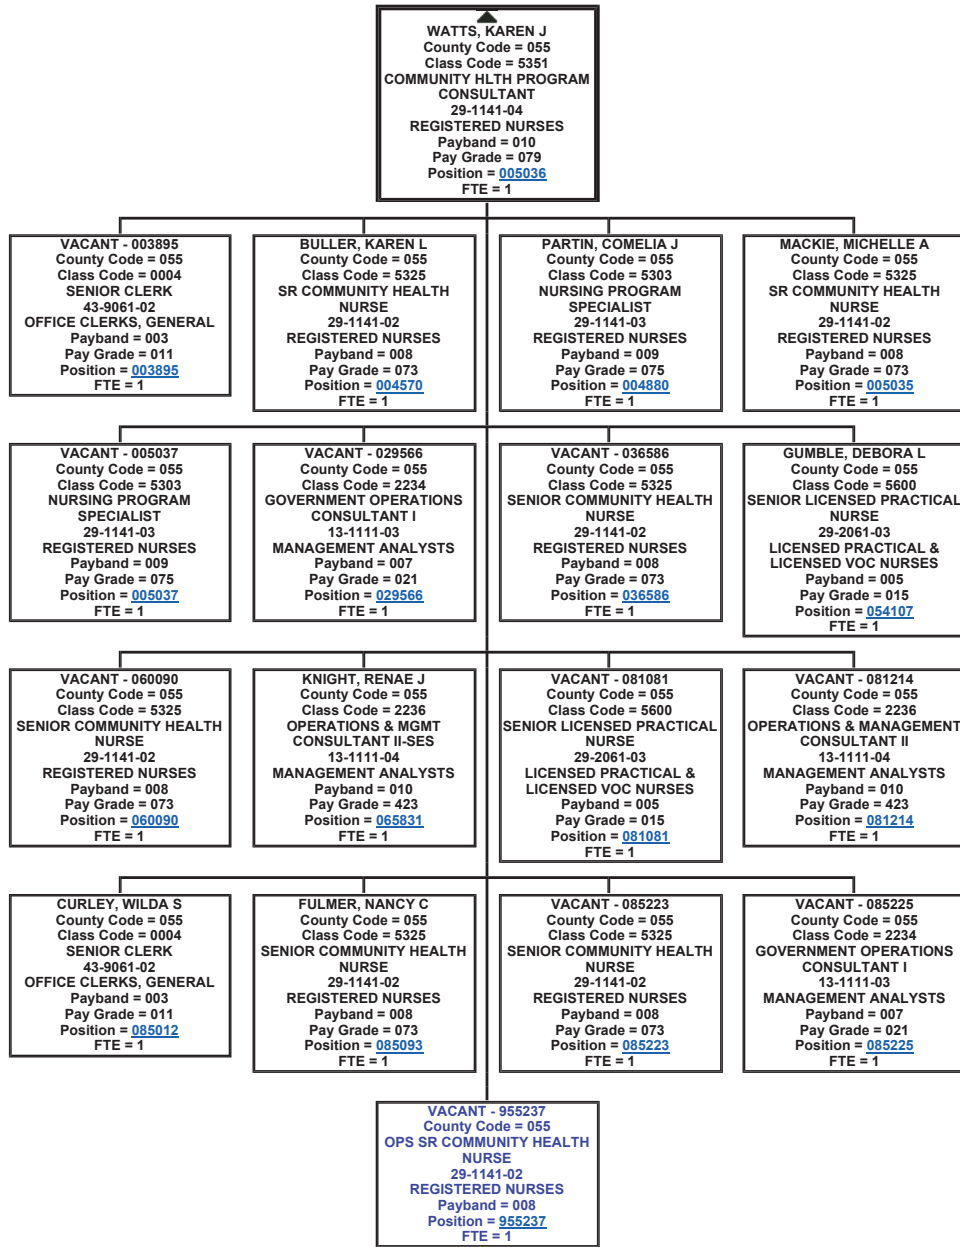 WATTS, KAREN J
County Code = 055
Class Code = 5351
COMMUNITY HLTH PROGRAM
CONSULTANT
29-1141-04
REGISTERED NURSES
Payband = 010
Pay Grade = 079
Position = 005036
FTE = 1
VACANT - 003895
County Code = 055
Class Code = 0004
SENIOR CLERK
43-9061-02
OFFICE CLERKS, GENERAL
Payband = 003
Pay Grade = 011
Position = 003895
FTE = 1
BULLER, KAREN L
County Code = 055
Class Code = 5325
SR COMMUNITY HEALTH
NURSE
29-1141-02
REGISTERED NURSES
Payband = 008
Pay Grade = 073
Position = 004570
FTE = 1
PARTIN, COMELIA J
County Code = 055
Class Code = 5303
NURSING PROGRAM
SPECIALIST
29-1141-03
REGISTERED NURSES
Payband = 009
Pay Grade = 075
Position = 004880
FTE = 1
MACKIE, MICHELLE A
County Code = 055
Class Code = 5325
SR COMMUNITY HEALTH
NURSE
29-1141-02
REGISTERED NURSES
Payband = 008
Pay Grade = 073
Position = 005035
FTE = 1
VACANT - 005037
County Code = 055
Class Code = 5303
NURSING PROGRAM
SPECIALIST
29-1141-03
REGISTERED NURSES
Payband = 009
Pay Grade = 075
Position = 005037
FTE = 1
VACANT - 029566
County Code = 055
Class Code = 2234
GOVERNMENT OPERATIONS
CONSULTANT I
13-1111-03
MANAGEMENT ANALYSTS
Payband = 007
Pay Grade = 021
Position = 029566
FTE = 1
VACANT - 036586
County Code = 055
Class Code = 5325
SENIOR COMMUNITY HEALTH
NURSE
29-1141-02
REGISTERED NURSES
Payband = 008
Pay Grade = 073
Position = 036586
FTE = 1
GUMBLE, DEBORA L
County Code = 055
Class Code = 5600
SENIOR LICENSED PRACTICAL
NURSE
29-2061-03
LICENSED PRACTICAL &
LICENSED VOC NURSES
Payband = 005
Pay Grade = 015
Position = 054107
FTE = 1
VACANT - 060090
County Code = 055
Class Code = 5325
SENIOR COMMUNITY HEALTH
NURSE
29-1141-02
REGISTERED NURSES
Payband = 008
Pay Grade = 073
Position = 060090
FTE = 1
KNIGHT, RENAE J
County Code = 055
Class Code = 2236
OPERATIONS & MGMT
CONSULTANT II-SES
13-1111-04
MANAGEMENT ANALYSTS
Payband = 010
Pay Grade = 423
Position = 065831
FTE = 1
VACANT - 081081
County Code = 055
Class Code = 5600
SENIOR LICENSED PRACTICAL
NURSE
29-2061-03
LICENSED PRACTICAL &
LICENSED VOC NURSES
Payband = 005
Pay Grade = 015
Position = 081081
FTE = 1
VACANT - 081214
County Code = 055
Class Code = 2236
OPERATIONS & MANAGEMENT
CONSULTANT II
13-1111-04
MANAGEMENT ANALYSTS
Payband = 010
Pay Grade = 423
Position = 081214
FTE = 1
CURLEY, WILDA S
County Code = 055
Class Code = 0004
SENIOR CLERK
43-9061-02
OFFICE CLERKS, GENERAL
Payband = 003
Pay Grade = 011
Position = 085012
FTE = 1
FULMER, NANCY C
County Code = 055
Class Code = 5325
SENIOR COMMUNITY HEALTH
NURSE
29-1141-02
REGISTERED NURSES
Payband = 008
Pay Grade = 073
Position = 085093
FTE = 1
VACANT - 085223
County Code = 055
Class Code = 5325
SENIOR COMMUNITY HEALTH
NURSE
29-1141-02
REGISTERED NURSES
Payband = 008
Pay Grade = 073
Position = 085223
FTE = 1
VACANT - 085225
County Code = 055
Class Code = 2234
GOVERNMENT OPERATIONS
CONSULTANT I
13-1111-03
MANAGEMENT ANALYSTS
Payband = 007
Pay Grade = 021
Position = 085225
FTE = 1
VACANT - 955237
County Code = 055
OPS SR COMMUNITY HEALTH
NURSE
29-1141-02
REGISTERED NURSES
Payband = 008
Position = 955237
FTE = 1